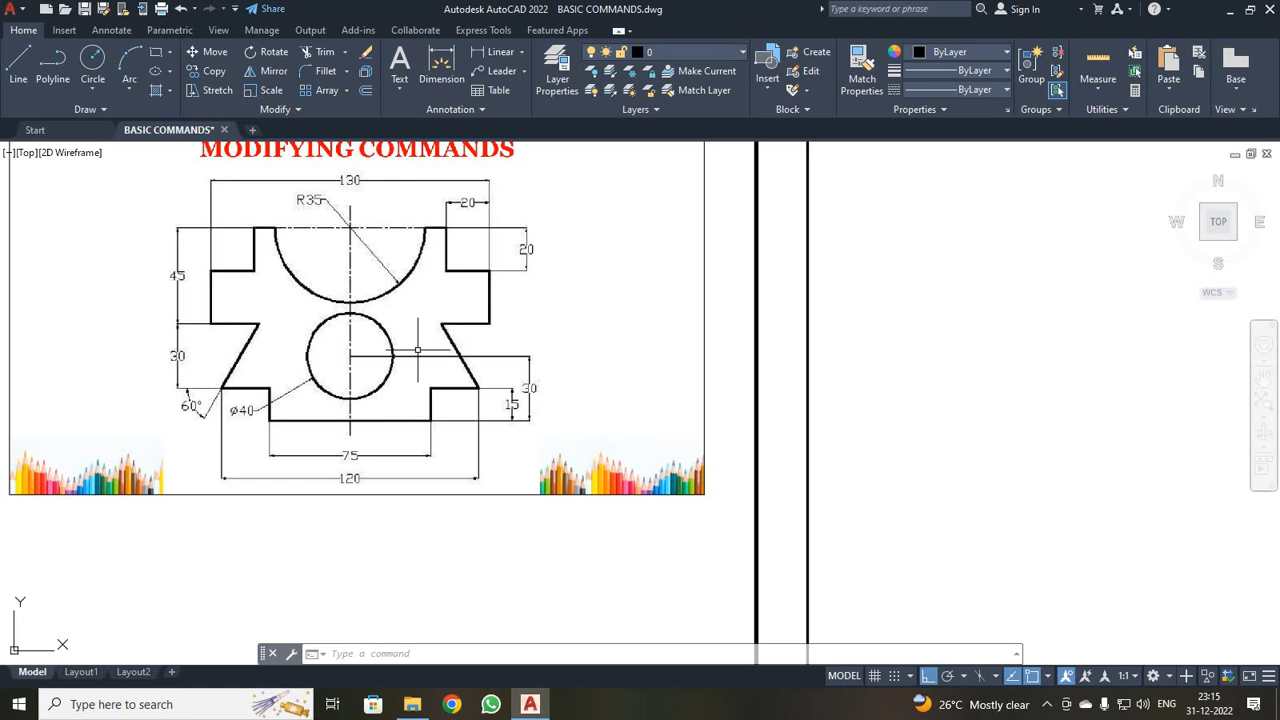 Share
Autodesk AutoCAD 2022 BASIC COMMANDS.dwg
Type a keyword or phrase
Sign In
Home Insert Annotate Parametric View Manage Output Add-ins Collaborate Express Tools Featured Apps
Line Polyline Circle Arc
Move Rotate Trim
Copy Mirror Fillet
Stretch Scale Array
Text Dimension
Linear
Leader
Table
Layer Properties
0
Make Current
Match Layer
Insert
Create
Edit
Match Properties
ByLayer
ByLayer
ByLayer
Group
Measure
Paste
Base
Draw Modify Annotation Layers Block Properties Groups Utilities Clipboard View
Start
BASIC COMMANDS*
[−][Top][2D Wireframe]
MODIFYING COMMANDS
130
R35
20
20
45
30
60°
Ø40
30
15
75
120
N
W TOP E
S
WCS
Y
X
Type a command
Model Layout1 Layout2
MODEL
1:1
Type here to search
26°C Mostly clear
ENG
23:15
31-12-2022